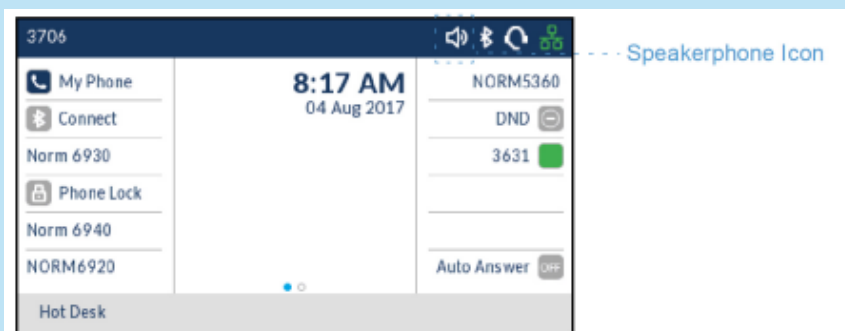 3706
Speakerphone Icon
My Phone
8:17 AM
NORM5360
Connect
04 Aug 2017
DND
Norm 6930
3631
Phone Lock
Norm 6940
NORM6920
Auto Answer OFF
Hot Desk